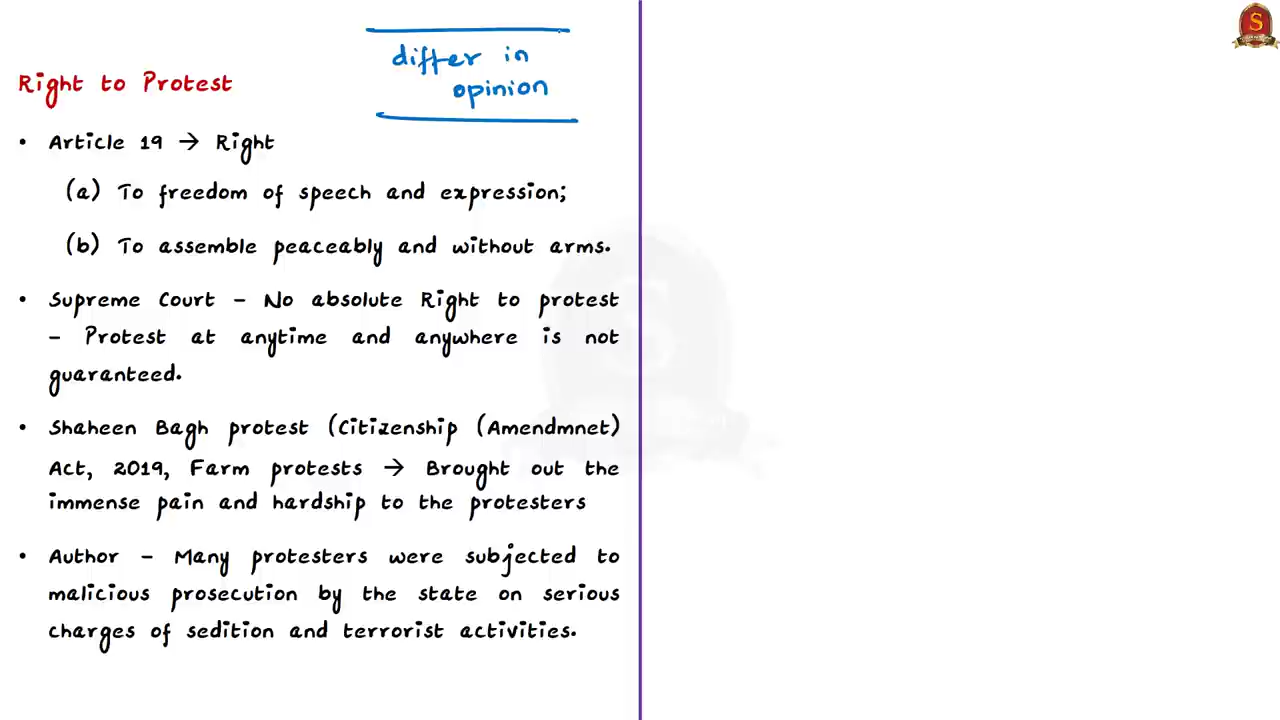 differ in
opinion
Right to Protest
• Article 19 → Right
(a) To freedom of speech and expression;
(b) To assemble peaceably and without arms.
• Supreme Court – No absolute Right to protest
– Protest at anytime and anywhere is not
guaranteed.
• Shaheen Bagh protest (Citizenship (Amendmnet)
Act, 2019, Farm protests → Brought out the
immense pain and hardship to the protesters
• Author – Many protesters were subjected to
malicious prosecution by the state on serious
charges of sedition and terrorist activities.
S